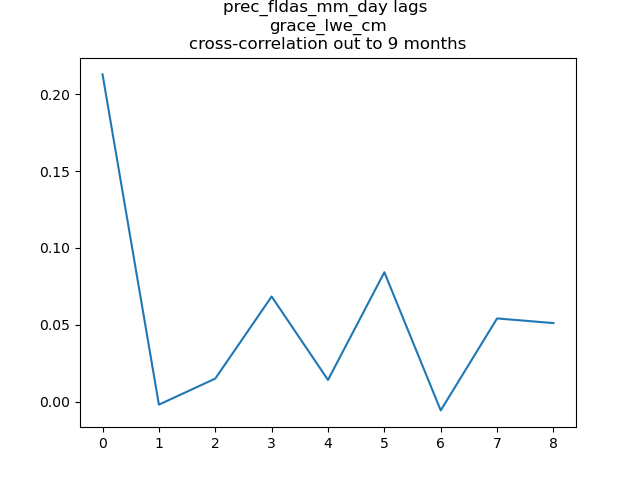 prec_fldas_mm_day lags
grace_lwe_cm
cross-correlation out to 9 months
0.20
0.15
0.10
0.05
0.00
0 1 2 3 4 5 6 7 8